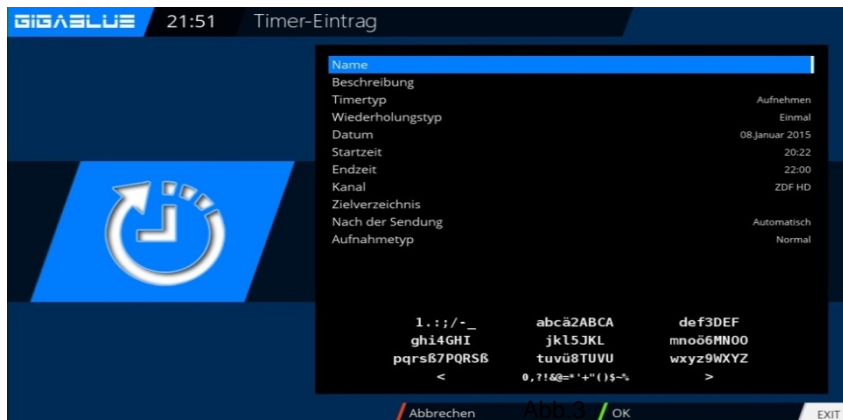 GIGABLUE 21:51 Timer-Eintrag
Name
Beschreibung
Timertyp Aufnehmen
Wiederholungstyp Einmal
Datum 08.Januar 2015
Startzeit 20:22
Endzeit 22:00
Kanal ZDF HD
Zielverzeichnis
Nach der Sendung Automatisch
Aufnahmetyp Normal
1.:;/-_ abcä2ABCA def3DEF
ghi4GHI jkl5JKL mnoö6MNOO
pqrsß7PQRSß tuvü8TUVU wxyz9WXYZ
< 0,?!&@=*'+"()$~% >
Abbrechen Abb.3 OK EXIT